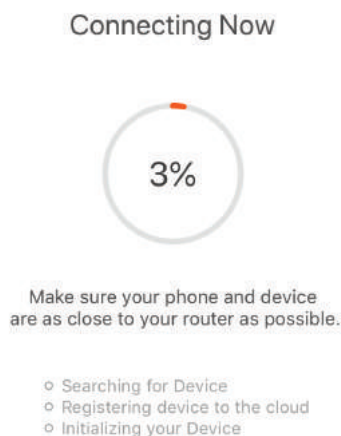 Connecting Now
3%
Make sure your phone and device
are as close to your router as possible.
Searching for Device
Registering device to the cloud
Initializing your Device